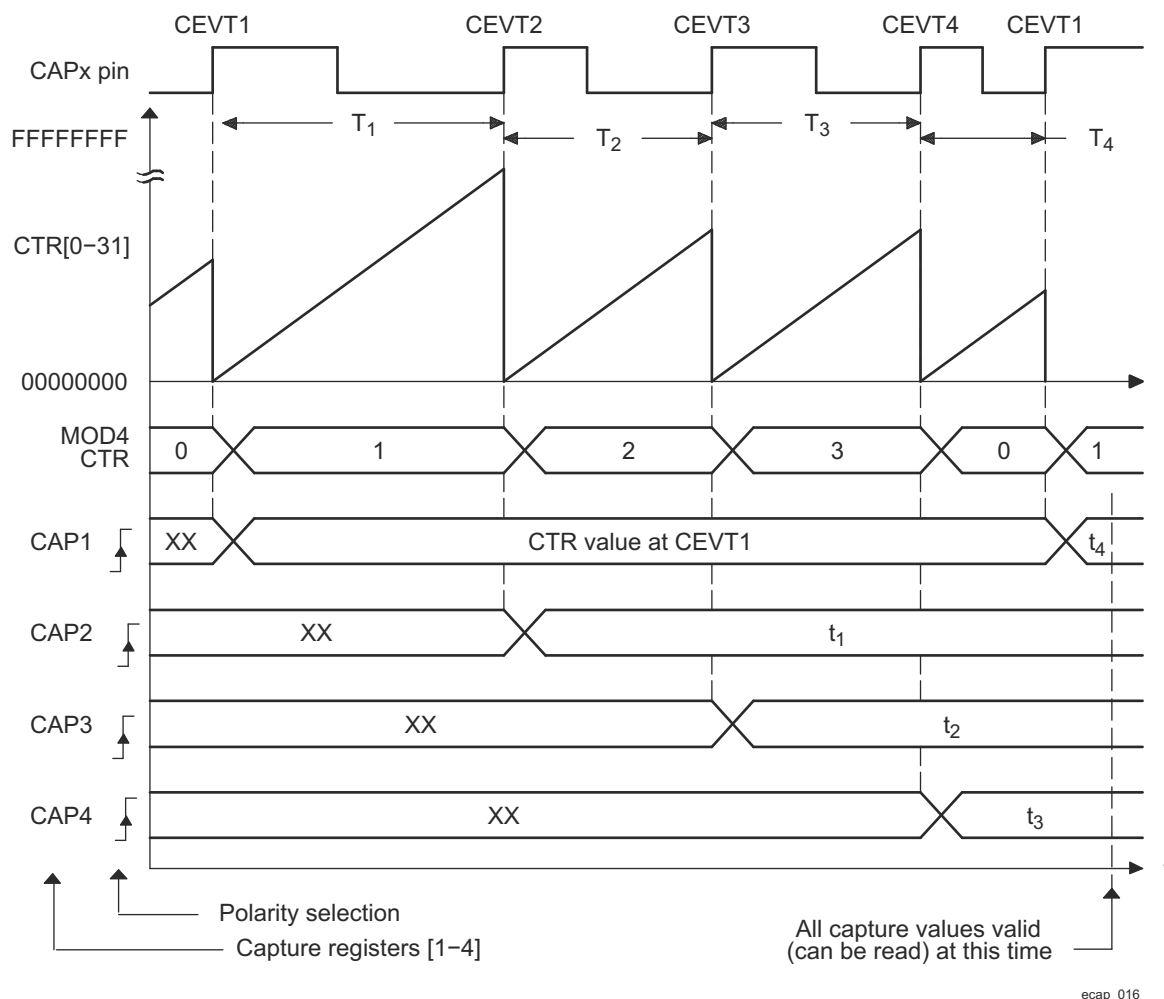 CEVT1 CEVT2 CEVT3 CEVT4 CEVT1
CAPx pin
T1 T2 T3 T4
FFFFFFFF
CTR[0−31]
00000000
MOD4
CTR
0 1 2 3 0 1
CAP1 XX CTR value at CEVT1 t4
CAP2 XX t1
CAP3 XX t2
CAP4 XX t3
Polarity selection
Capture registers [1−4]
All capture values valid
(can be read) at this time
ecap_016